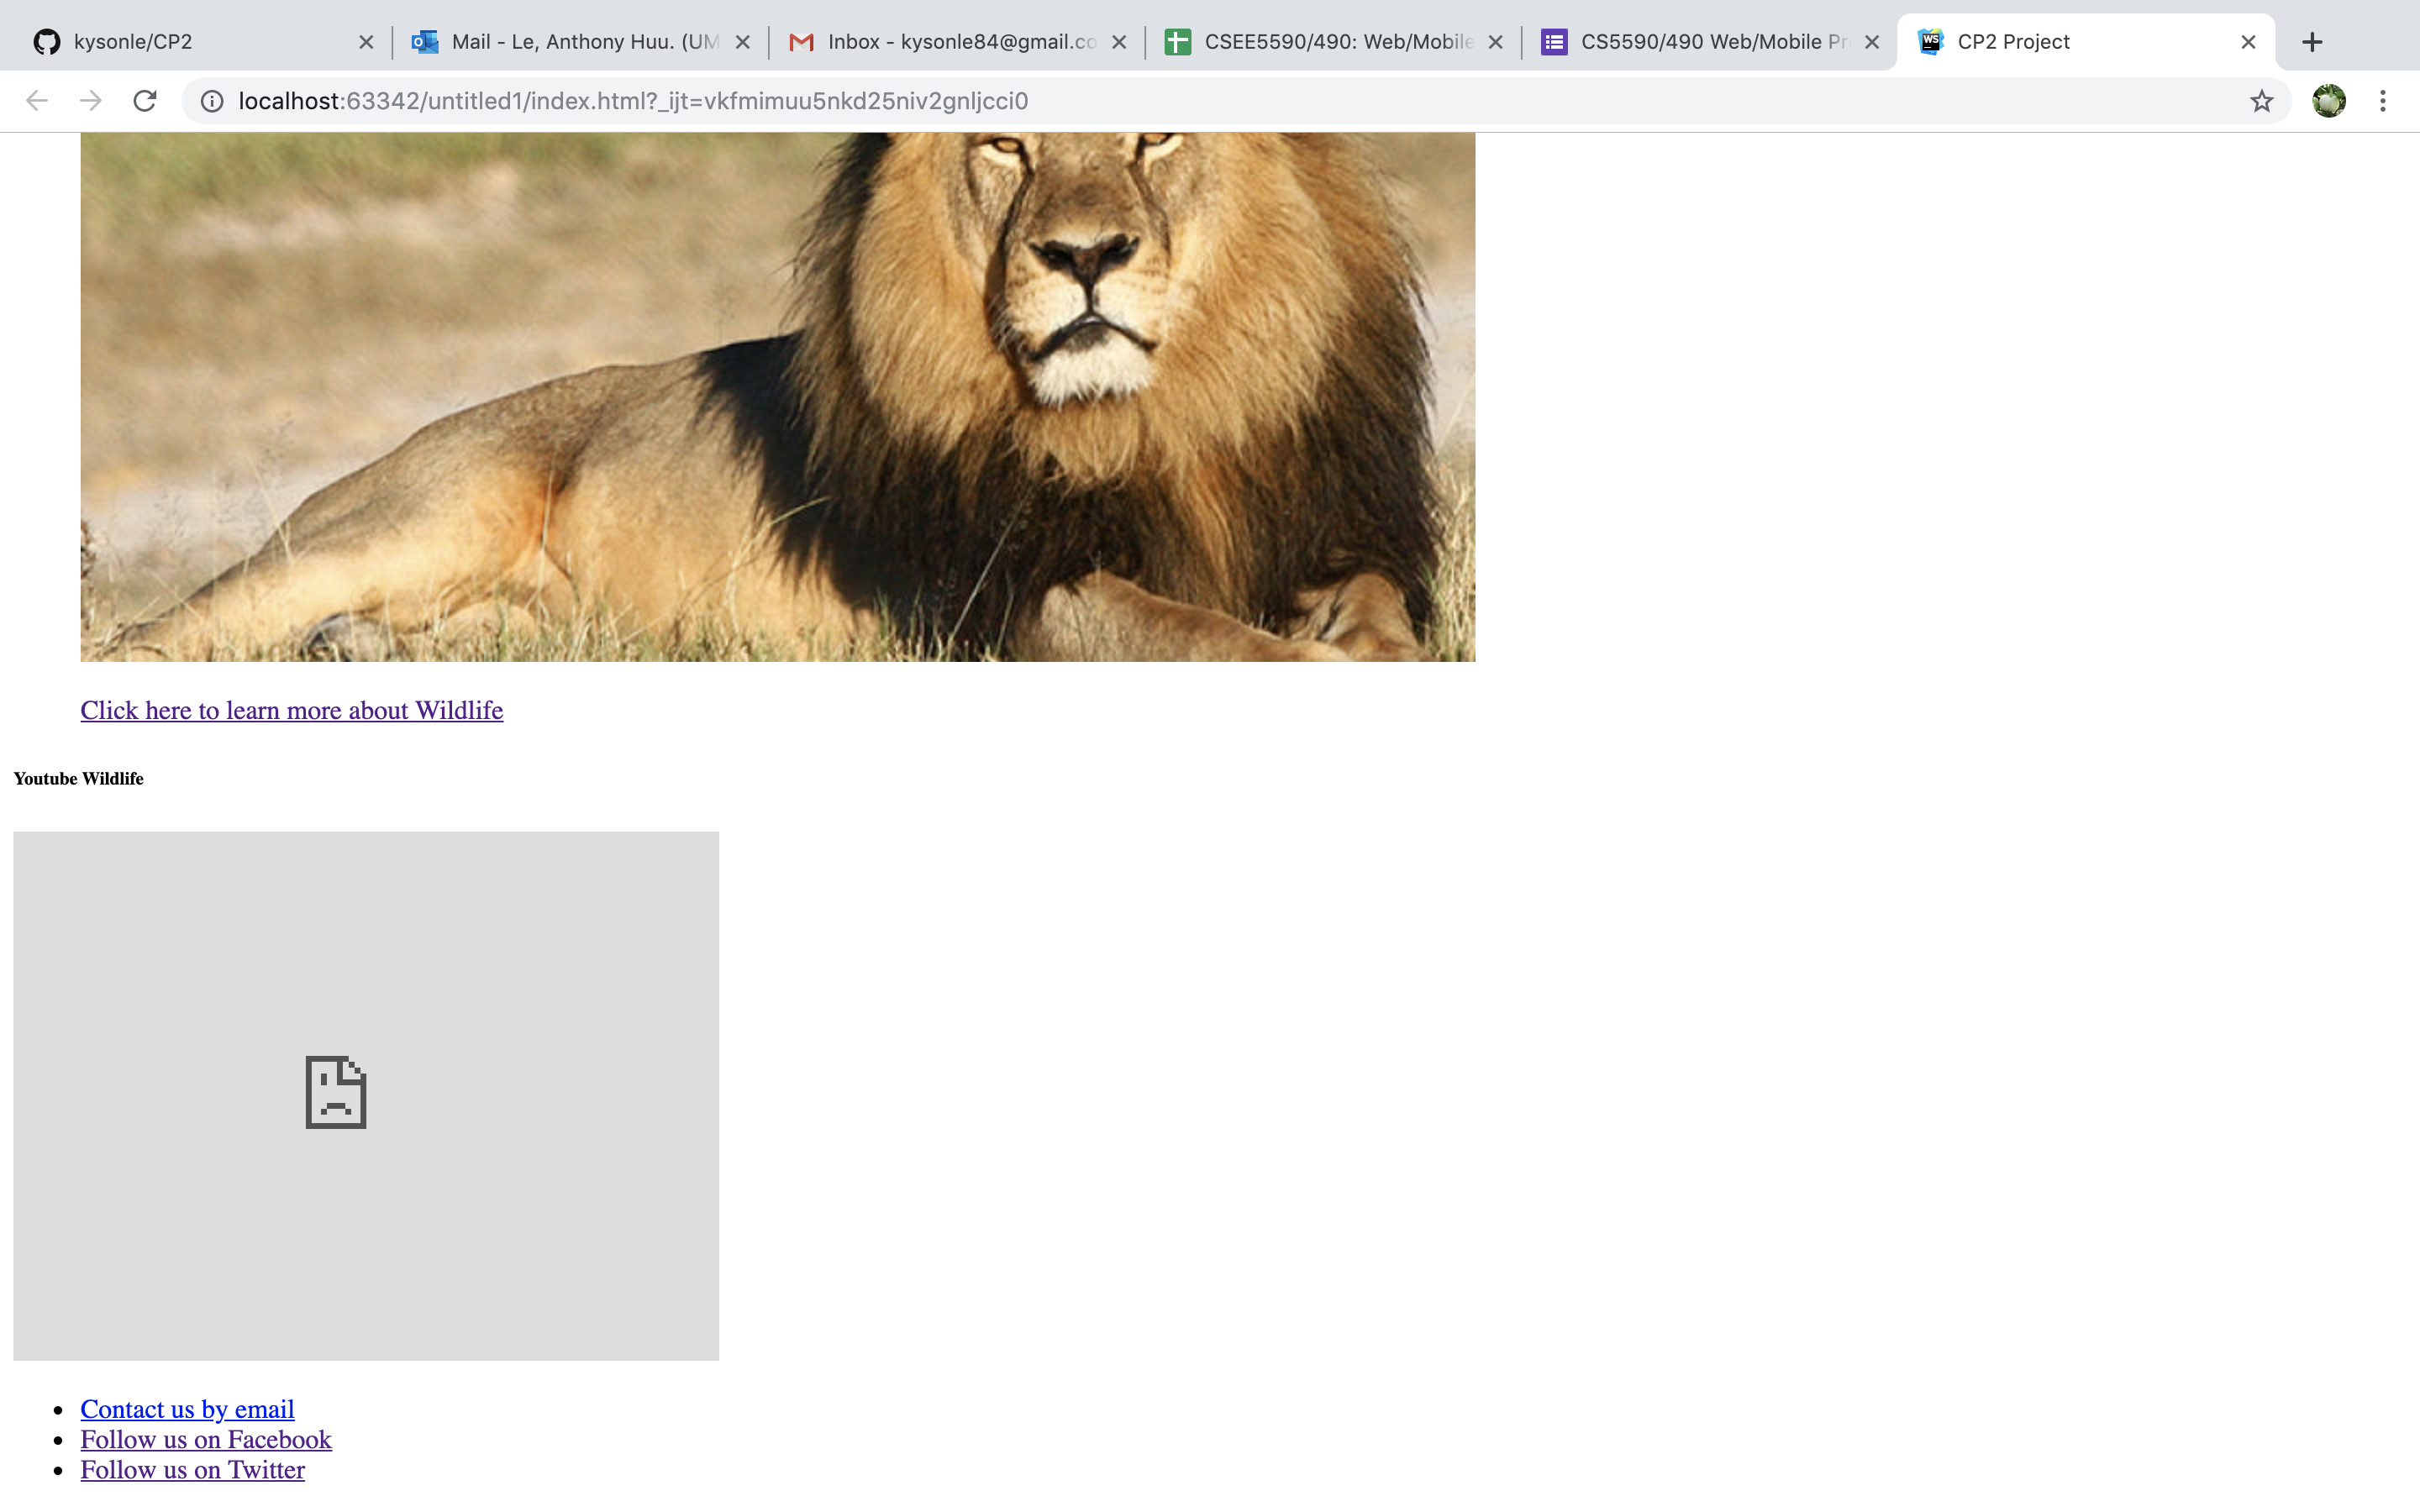 kysonle/CP2
Mail - Le, Anthony Huu. (UM
Inbox - kysonle84@gmail.co
CSEE5590/490: Web/Mobile
CS5590/490 Web/Mobile Pr
WS
CP2 Project
localhost:63342/untitled1/index.html?_ijt=vkfmimuu5nkd25niv2gnljcci0
Click here to learn more about Wildlife
Youtube Wildlife
Contact us by email
Follow us on Facebook
Follow us on Twitter